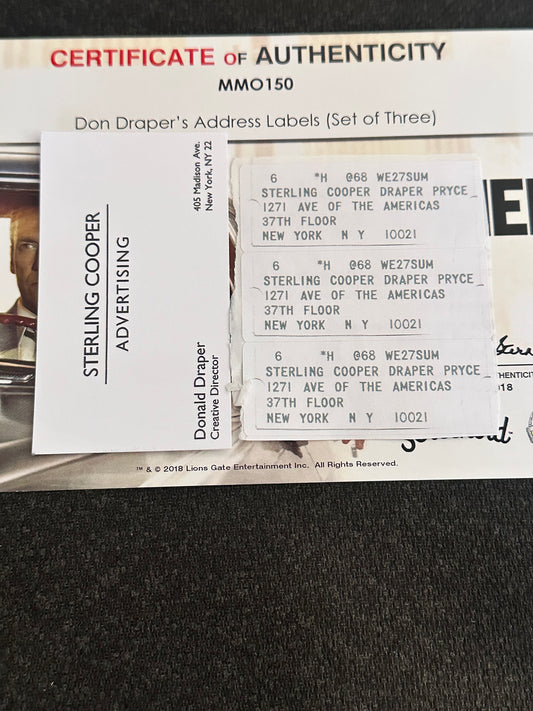 CERTIFICATE OF AUTHENTICITY
MMO150
Don Draper's Address Labels (Set of Three)
STERLING COOPER
ADVERTISING
405 Madison Ave.
New York, NY 22
Donald Draper
Creative Director
6 *H @68 WE27SUM
STERLING COOPER DRAPER PRYCE
1271 AVE OF THE AMERICAS
37TH FLOOR
NEW YORK N Y 10021
6 *H @68 WE27SUM
STERLING COOPER DRAPER PRYCE
1271 AVE OF THE AMERICAS
37TH FLOOR
NEW YORK N Y 10021
6 *H @68 WE27SUM
STERLING COOPER DRAPER PRYCE
1271 AVE OF THE AMERICAS
37TH FLOOR
NEW YORK N Y 10021
™ & © 2018 Lions Gate Entertainment Inc. All Rights Reserved.